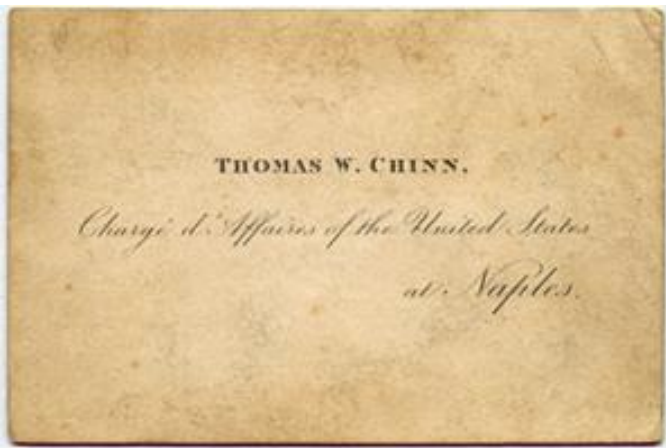 THOMAS W. CHINN.
Chargé d'Affaires of the United States
at Naples.